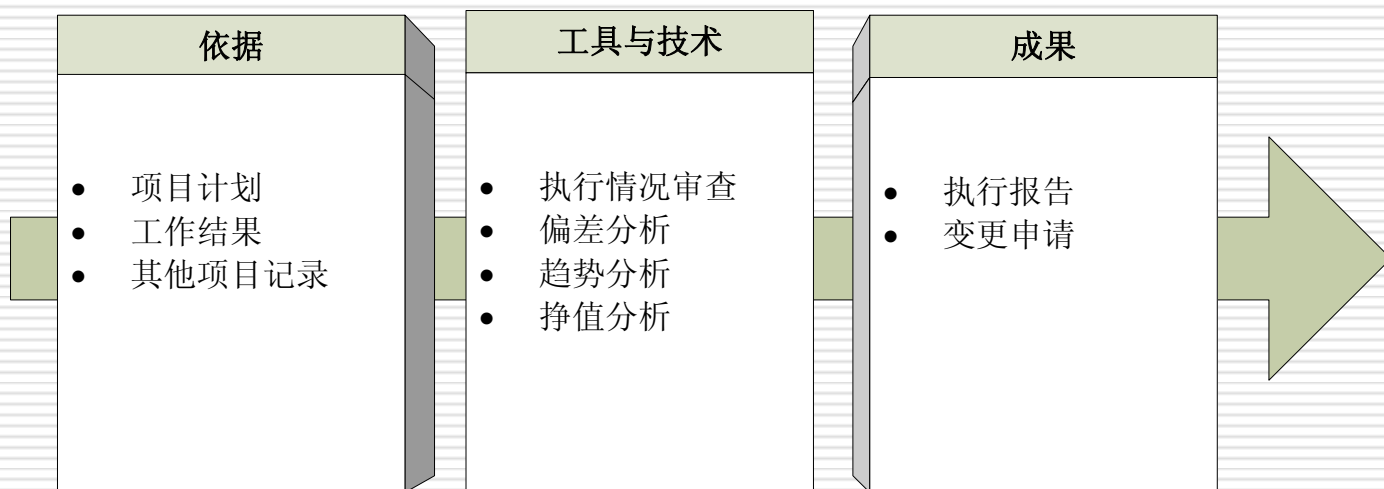 依据
● 项目计划
● 工作结果
● 其他项目记录
工具与技术
● 执行情况审查
● 偏差分析
● 趋势分析
● 挣值分析
成果
● 执行报告
● 变更申请